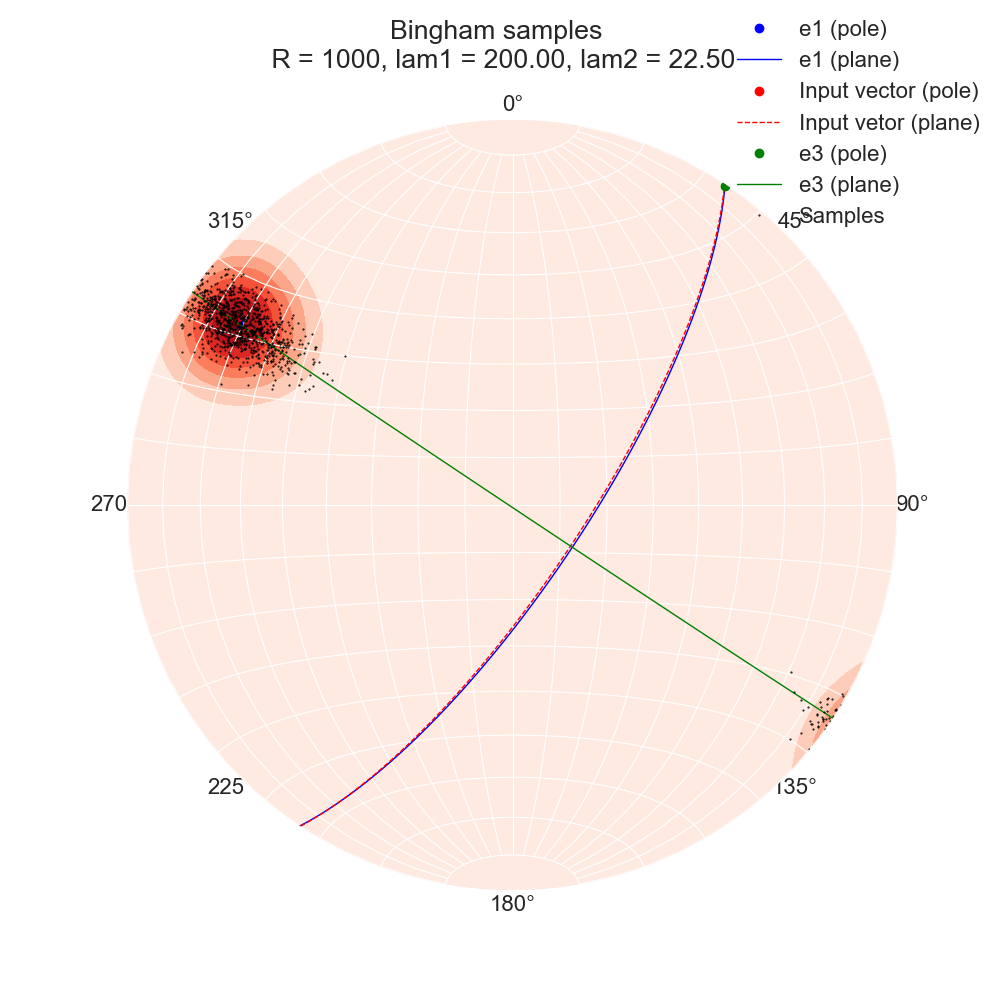 Bingham samples
R = 1000, lam1 = 200.00, lam2 = 22.50
e1 (pole)
e1 (plane)
Input vector (pole)
Input vetor (plane)
e3 (pole)
e3 (plane)
Samples
0°
315°
45°
270
90°
225
135°
180°